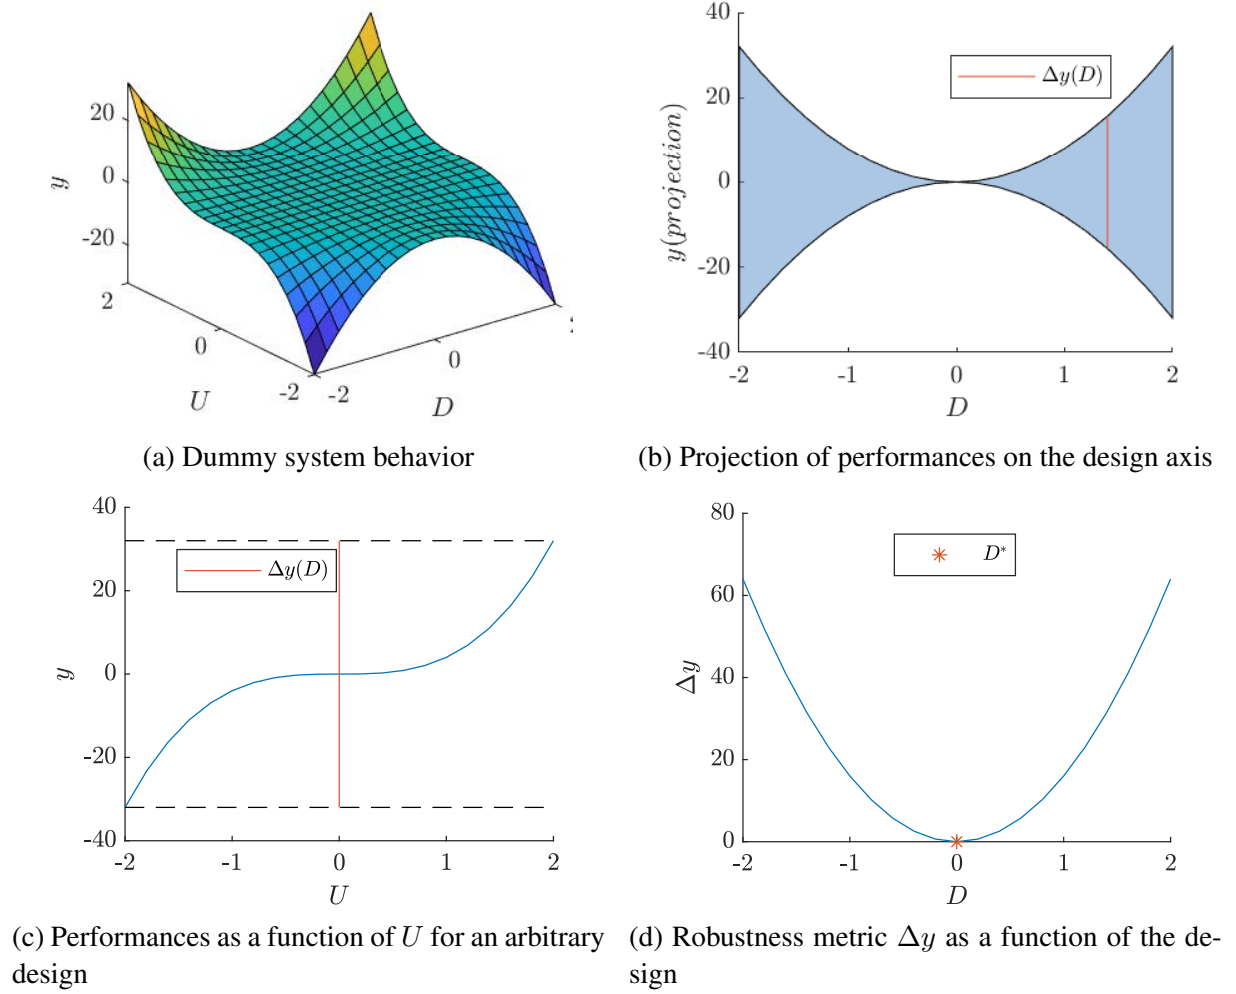 20
0
-20
y
2
0
-2
U
-2
0
D
(a) Dummy system behavior
40
20
0
-20
-40
y(projection)
Δy(D)
-2 -1 0 1 2
D
(b) Projection of performances on the design axis
40
20
0
-20
-40
y
Δy(D)
-2 -1 0 1 2
U
(c) Performances as a function of U for an arbitrary
design
80
60
40
20
0
Δy
D*
-2 -1 0 1 2
D
(d) Robustness metric Δy as a function of the de-
sign